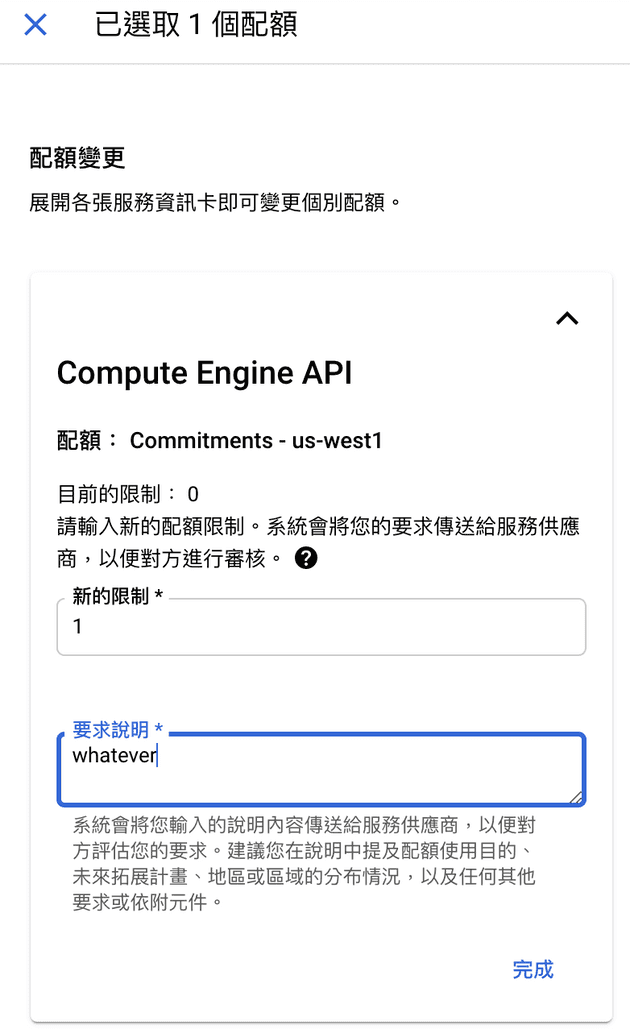 已選取 1 個配額
配額變更
展開各張服務資訊卡即可變更個別配額。
Compute Engine API
配額： Commitments - us-west1
目前的限制： 0
請輸入新的配額限制。系統會將您的要求傳送給服務供應
商，以便對方進行審核。
新的限制 *
1
要求說明 *
whatever
系統會將您輸入的說明內容傳送給服務供應商，以便對
方評估您的要求。建議您在說明中提及配額使用目的、
未來拓展計畫、地區或區域的分布情況，以及任何其他
要求或依附元件。
完成